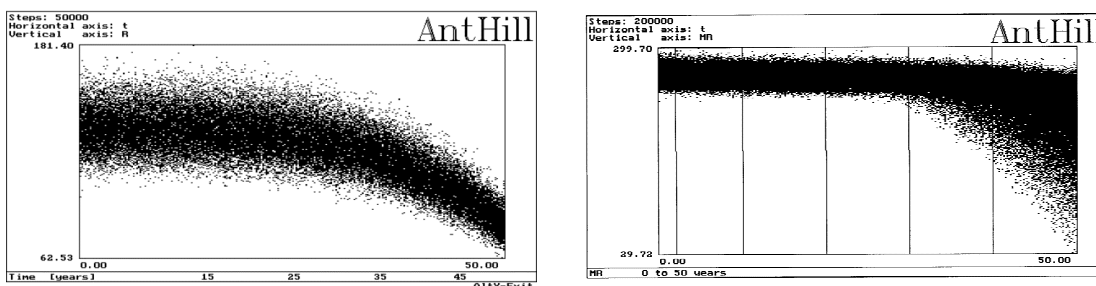 Steps: 50000
Horizontal axis: t
Vertical axis: R
AntHill
181.40
62.53
0.00 50.00
Time [years] 15 25 35 45
Steps: 200000
Horizontal axis: t
Vertical axis: MR
AntHill
299.70
29.72
0.00 50.00
MR 0 to 50 years